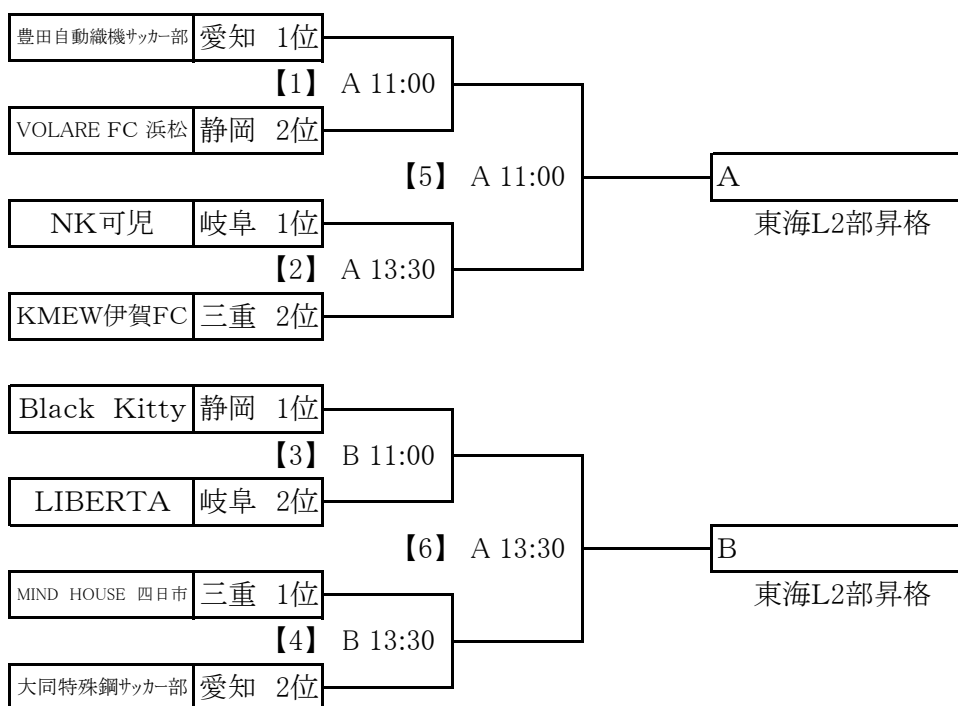 豊田自動織機サッカー部 愛知 1位
【1】 A 11:00
VOLARE FC 浜松 静岡 2位
【5】 A 11:00
A
NK可児 岐阜 1位
東海L2部昇格
【2】 A 13:30
KMEW伊賀FC 三重 2位
Black Kitty 静岡 1位
【3】 B 11:00
LIBERTA 岐阜 2位
【6】 A 13:30
B
MIND HOUSE 四日市 三重 1位
東海L2部昇格
【4】 B 13:30
大同特殊鋼サッカー部 愛知 2位